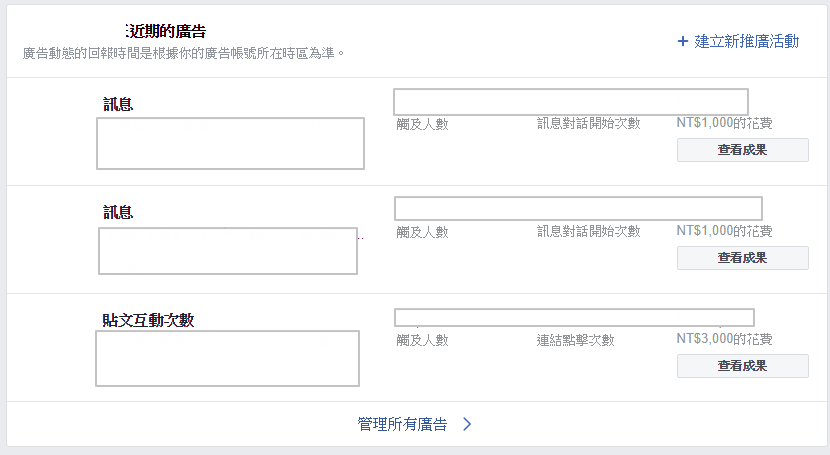 近期的廣告
廣告動態的回報時間是根據你的廣告帳號所在時區為準。
+ 建立新推廣活動
訊息
觸及人數 訊息對話開始次數 NT$1,000的花費
查看成果
訊息
..
觸及人數 訊息對話開始次數 NT$1,000的花費
查看成果
貼文互動次數
觸及人數 連結點擊次數 NT$3,000的花費
查看成果
管理所有廣告